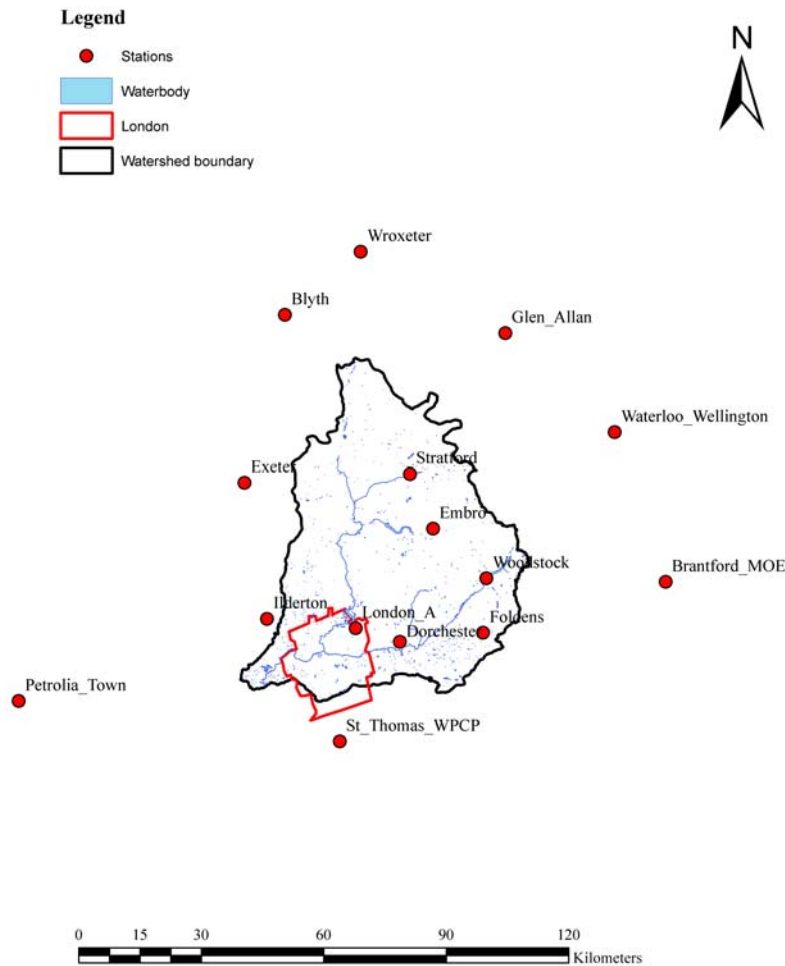 Legend
Stations
Waterbody
London
Watershed boundary
N
Wroxeter
Blyth
Glen_Allan
Waterloo_Wellington
Stratford
Exeter
Embro
Woodstock
Brantford_MOE
Ilderton
London_A
Foldens
Dorchester
Petrolia_Town
St_Thomas_WPCP
0 15 30 60 90 120
Kilometers